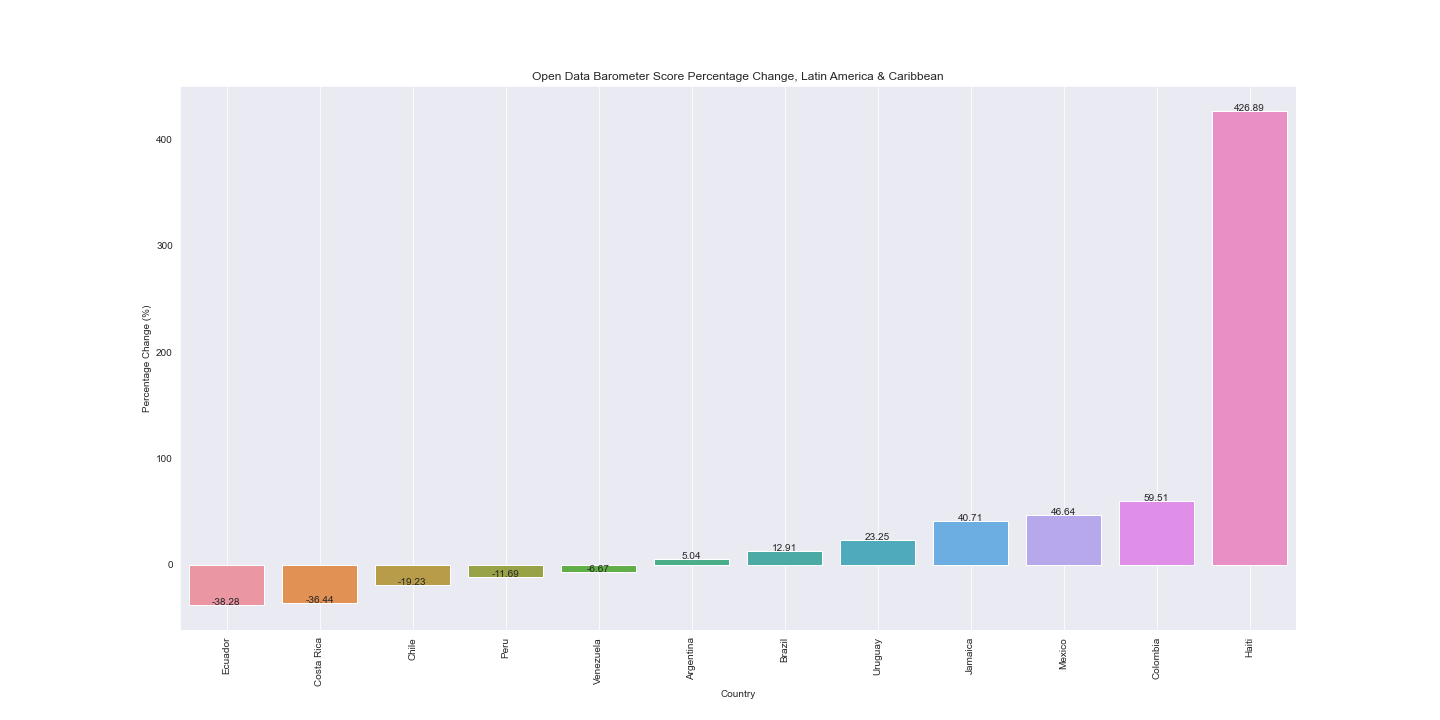 Open Data Barometer Score Percentage Change, Latin America & Caribbean
Percentage Change (%)
400
300
200
100
0
-38.28
-36.44
-19.23
-11.69
-6.67
5.04
12.91
23.25
40.71
46.64
59.51
426.89
Ecuador
Costa Rica
Chile
Peru
Venezuela
Argentina
Brazil
Uruguay
Jamaica
Mexico
Colombia
Haiti
Country